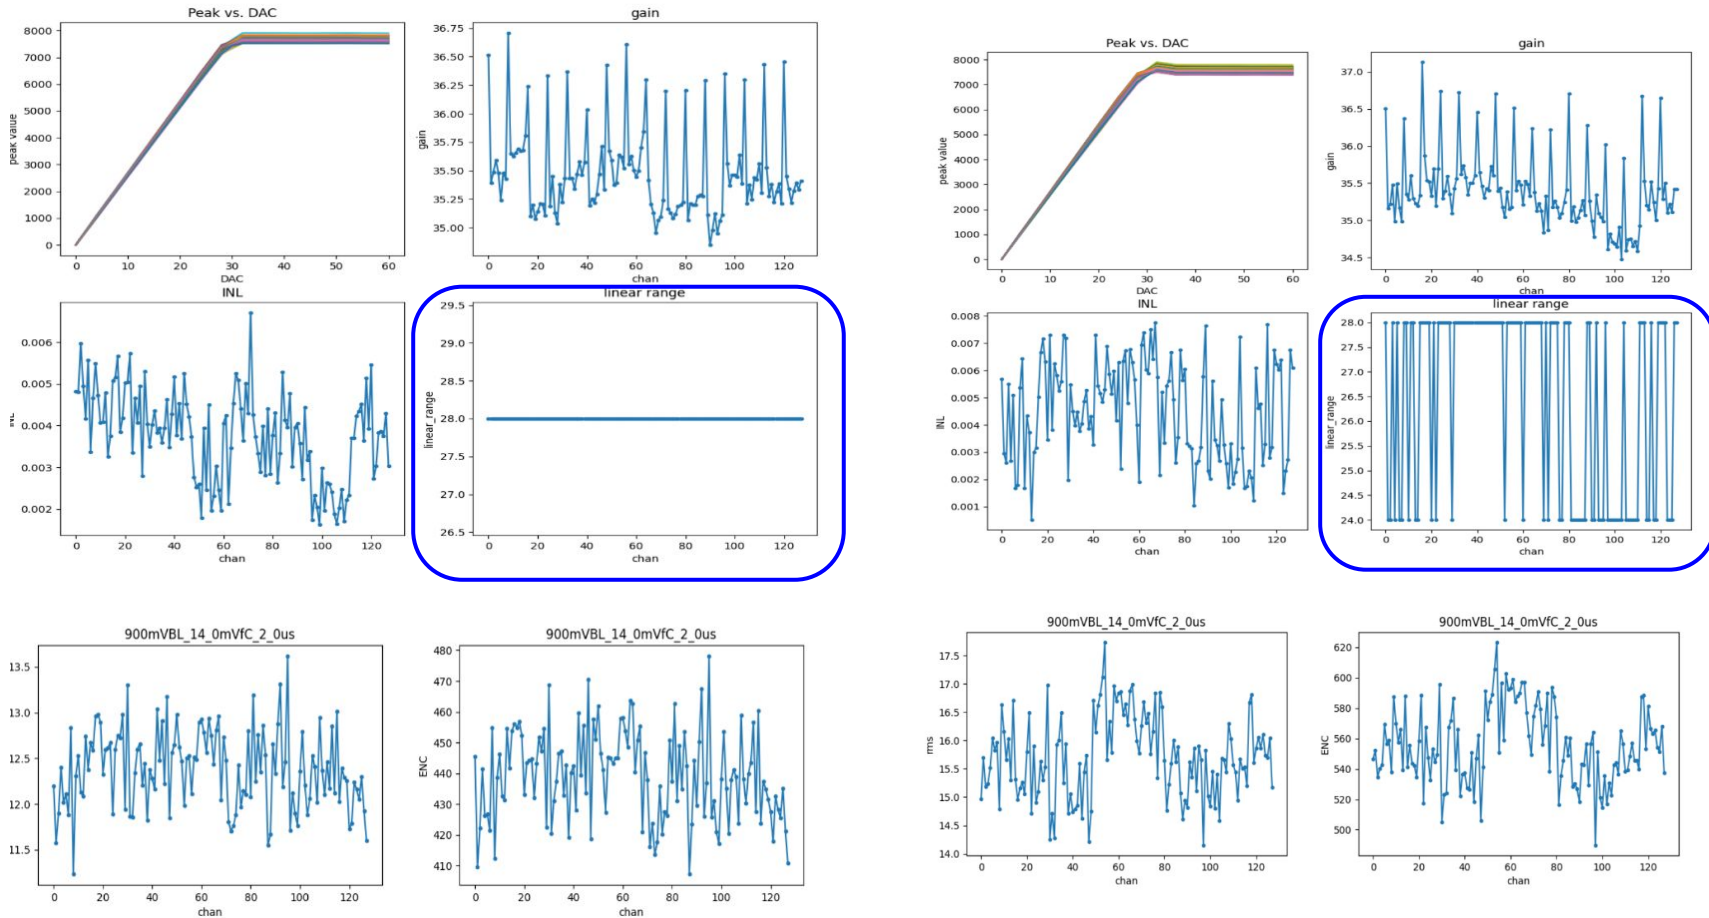 Peak vs. DAC
8000
7000
6000
5000
4000
3000
2000
1000
0
peak value
0 10 20 30 40 50 60
DAC
gain
36.75
36.50
36.25
36.00
35.75
35.50
35.25
35.00
gain
0 20 40 60 80 100 120
chan
Peak vs. DAC
8000
7000
6000
5000
4000
3000
2000
1000
0
peak value
0 10 20 30 40 50 60
DAC
gain
37.0
36.5
36.0
35.5
35.0
34.5
gain
0 20 40 60 80 100 120
chan
INL
0.006
0.005
0.004
0.003
0.002
0 20 40 60 80 100 120
chan
linear range
29.5
29.0
28.5
28.0
27.5
27.0
26.5
linear_range
0 20 40 60 80 100 120
chan
INL
0.008
0.007
0.006
0.005
0.004
0.003
0.002
0.001
INL
0 20 40 60 80 100 120
chan
linear range
28.0
27.5
27.0
26.5
26.0
25.5
25.0
24.5
24.0
linear_range
0 20 40 60 80 100 120
chan
900mVBL_14_0mVfC_2_0us
13.5
13.0
12.5
12.0
11.5
0 20 40 60 80 100 120
chan
900mVBL_14_0mVfC_2_0us
480
470
460
450
440
430
420
410
ENC
0 20 40 60 80 100 120
chan
900mVBL_14_0mVfC_2_0us
17.5
17.0
16.5
16.0
15.5
15.0
14.5
14.0
rms
0 20 40 60 80 100 120
chan
900mVBL_14_0mVfC_2_0us
620
600
580
560
540
520
500
ENC
0 20 40 60 80 100 120
chan